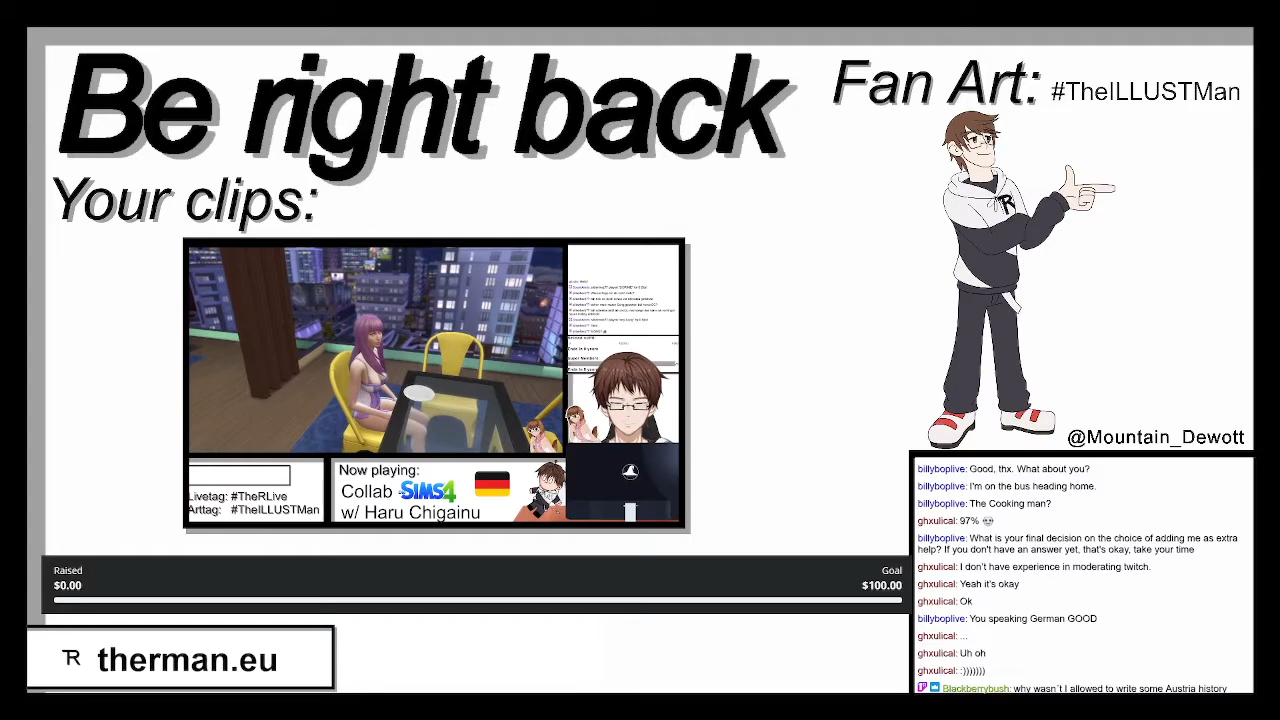 Be right back
Fan Art: #TheILLUSTMan
Your clips:
Now playing:
Collab SIMS4
w/ Haru Chigainu
Livetag: #TheRLive
Arttag: #TheILLUSTMan
@Mountain_Dewott
Raised
Goal
$0.00
$100.00
therman.eu
billyboplive: Good, thx. What about you?
billyboplive: I'm on the bus heading home.
billyboplive: The Cooking man?
ghxulical: 97% 💀
billyboplive: What is your final decision on the choice of adding me as extra
help? If you don't have an answer yet, that's okay, take your time
ghxulical: I don't have experience in moderating twitch.
ghxulical: Yeah it's okay
ghxulical: Ok
billyboplive: You speaking German GOOD
ghxulical: ...
ghxulical: Uh oh
ghxulical: :)))))))
Blackberrybush: why wasn´t I allowed to write some Austria history